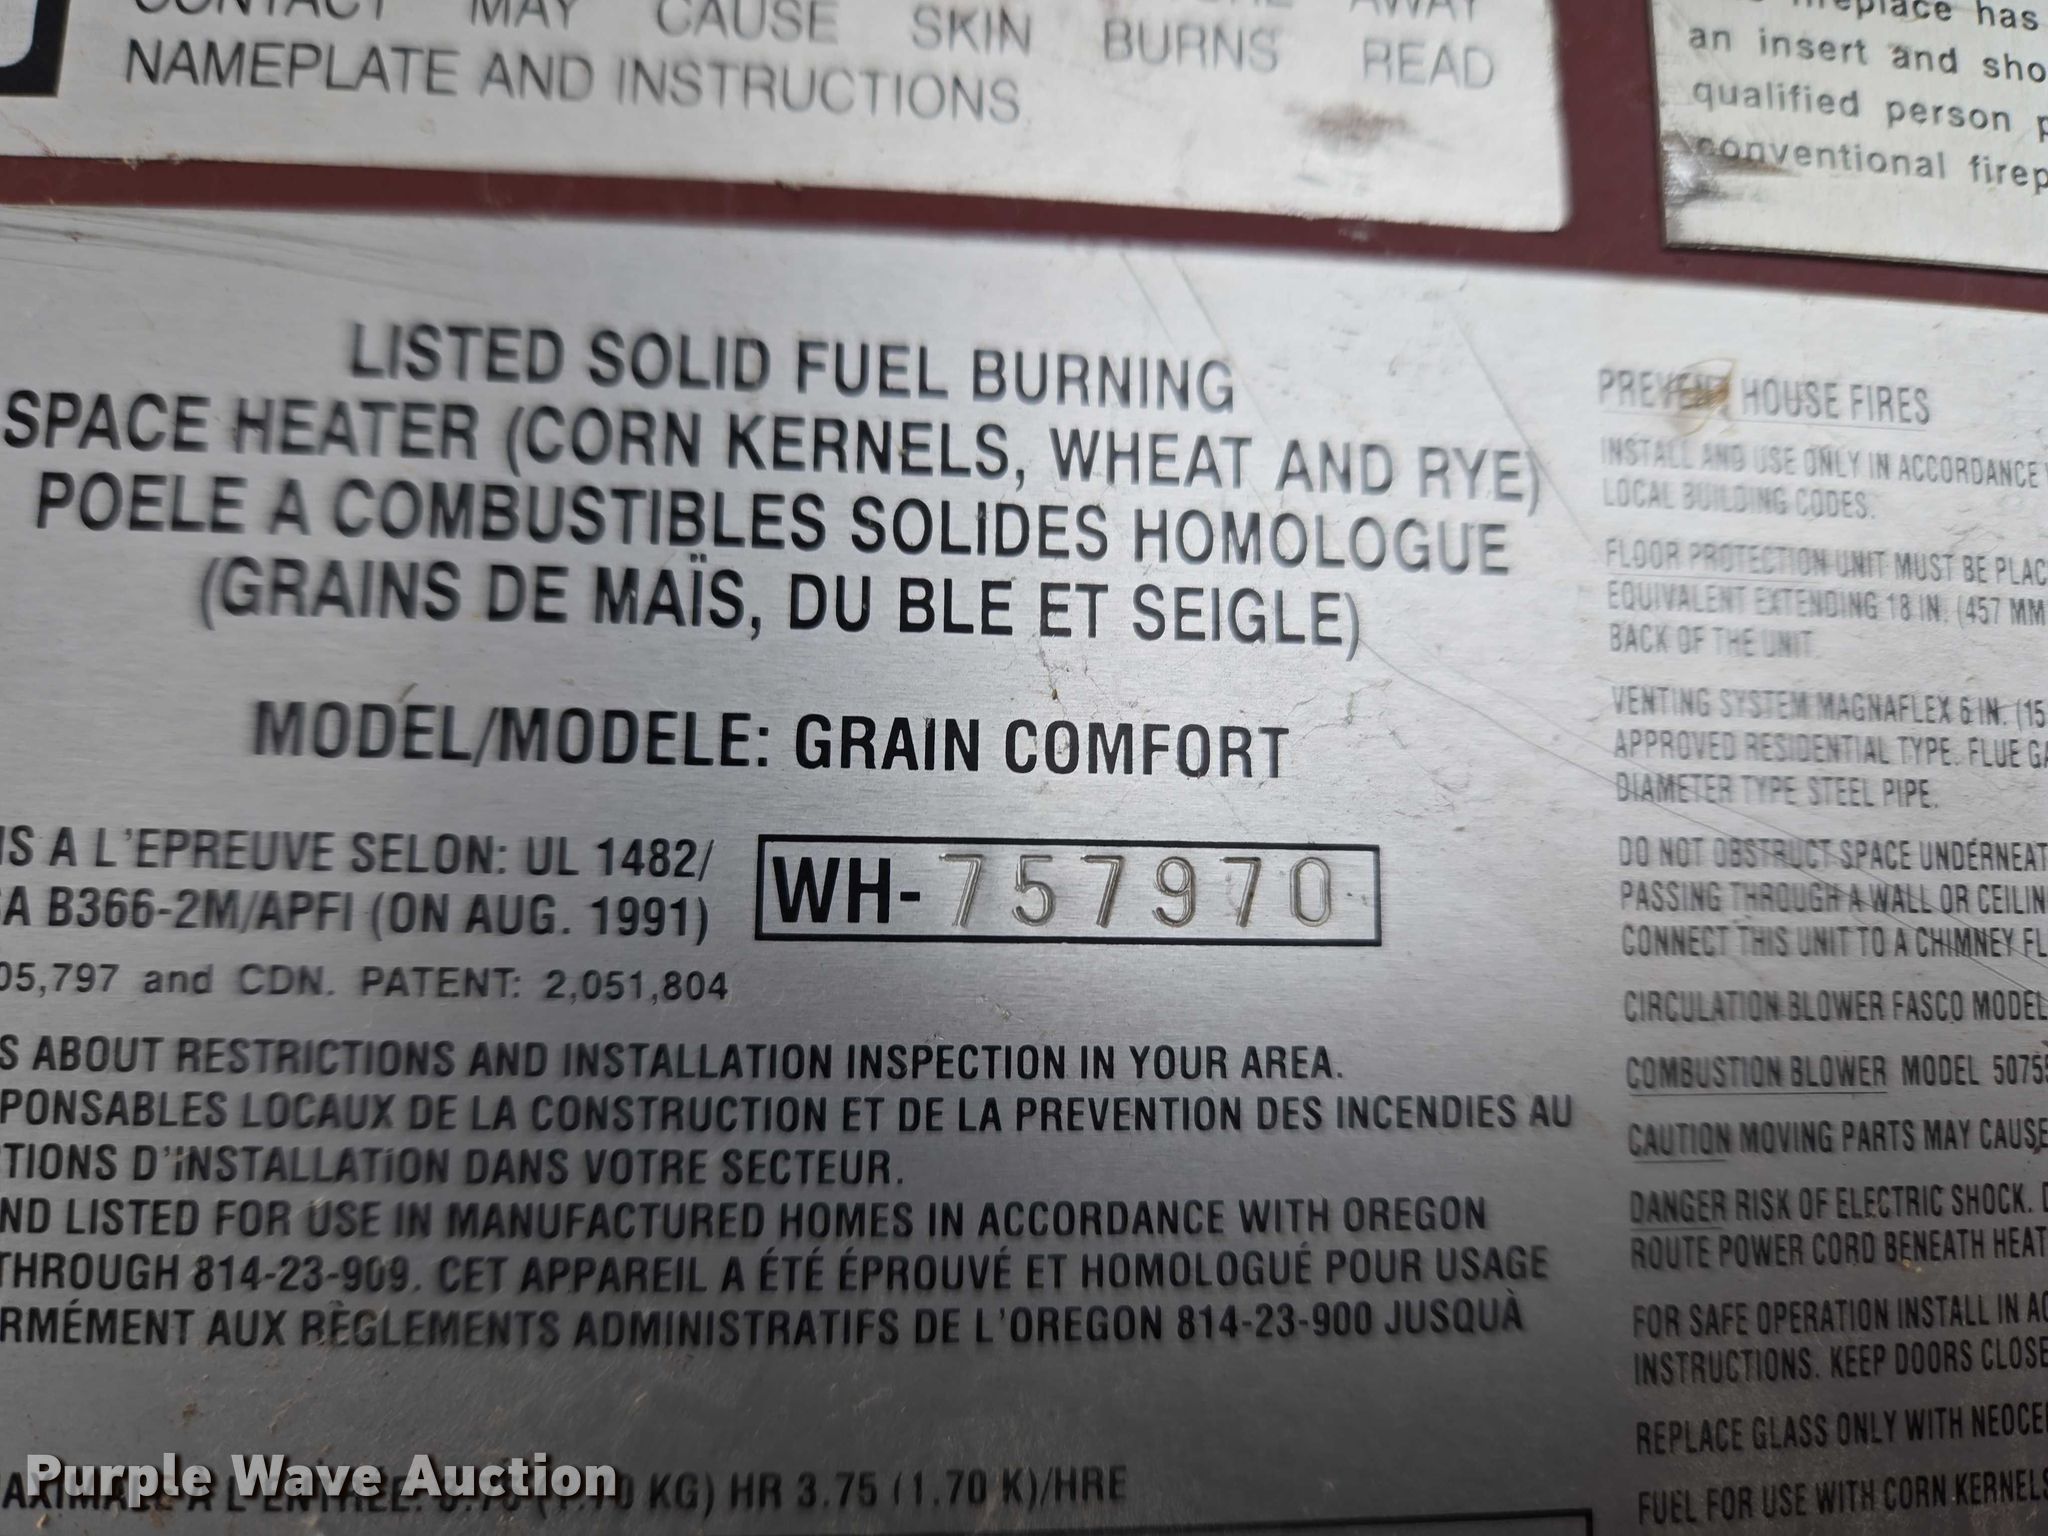 CONTACT MAY CAUSE SKIN BURNS READ
NAMEPLATE AND INSTRUCTIONS
has
an insert and
qualified person
conventional
LISTED SOLID FUEL BURNING
SPACE HEATER (CORN KERNELS, WHEAT AND RYE)
POELE A COMBUSTIBLES SOLIDES HOMOLOGUE
(GRAINS DE MAÏS, DU BLE ET SEIGLE)
MODEL/MODELE: GRAIN COMFORT
A L'EPREUVE SELON: UL 1482/
B366-2M/APFI (ON AUG. 1991)
WH-757970
05,797 and CDN. PATENT: 2,051,804
S ABOUT RESTRICTIONS AND INSTALLATION INSPECTION IN YOUR AREA.
PONSABLES LOCAUX DE LA CONSTRUCTION ET DE LA PREVENTION DES INCENDIES AU
TIONS D'INSTALLATION DANS VOTRE SECTEUR.
ND LISTED FOR USE IN MANUFACTURED HOMES IN ACCORDANCE WITH OREGON
THROUGH 814-23-909. CET APPAREIL A ÉTÉ ÉPROUVÉ ET HOMOLOGUÉ POUR USAGE
RMÉMENT AUX RÈGLEMENTS ADMINISTRATIFS DE L'OREGON 814-23-900 JUSQUÀ
A L'ENTRÉE: KG) HR 3.75 (1.70 K)/HRE
PREVENT HOUSE FIRES
INSTALL AND USE ONLY IN ACCORDANCE
LOCAL BUILDING CODES.
FLOOR PROTECTION UNIT MUST BE PLAC
EQUIVALENT EXTENDING 18 IN. (457 MM
BACK OF THE UNIT.
VENTING SYSTEM MAGNAFLEX 6 IN. (15
APPROVED RESIDENTIAL TYPE. FLUE GA
DIAMETER TYPE STEEL PIPE.
DO NOT OBSTRUCT SPACE UNDERNEAT
PASSING THROUGH A WALL OR CEILIN
CONNECT THIS UNIT TO A CHIMNEY FL
CIRCULATION BLOWER FASCO MODEL
COMBUSTION BLOWER MODEL 5075
CAUTION MOVING PARTS MAY CAUSE
DANGER RISK OF ELECTRIC SHOCK. D
ROUTE POWER CORD BENEATH HEAT
FOR SAFE OPERATION INSTALL IN AC
INSTRUCTIONS. KEEP DOORS CLOSE
REPLACE GLASS ONLY WITH NEOCE
FUEL FOR USE WITH CORN KERNELS
Purple Wave Auction